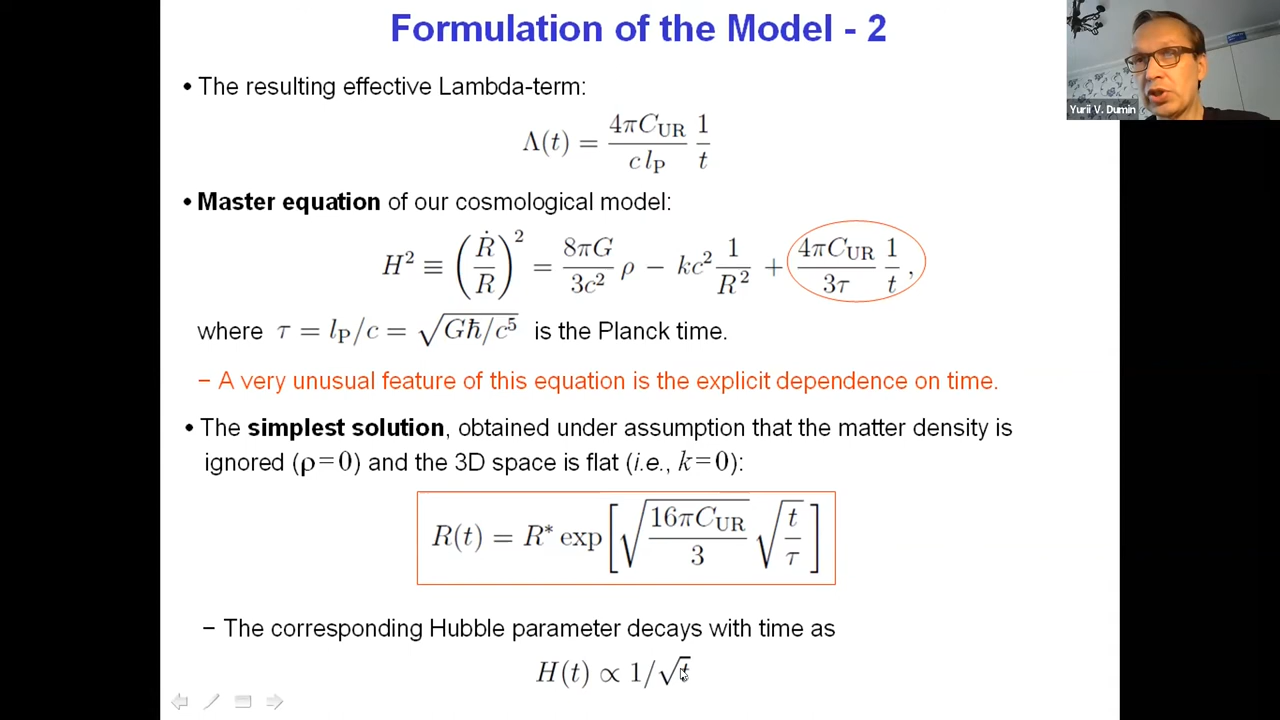 Formulation of the Model - 2
Yurii V. Dumin
• The resulting effective Lambda-term:
Λ(t) = 4πC_UR / (c l_P) 1/t
• Master equation of our cosmological model:
H² ≡ (Ṙ/R)² = 8πG/3c² ρ − kc² 1/R² + 4πC_UR/3τ 1/t ,
where τ = l_P/c = √(Għ/c⁵) is the Planck time.
− A very unusual feature of this equation is the explicit dependence on time.
• The simplest solution, obtained under assumption that the matter density is
ignored (ρ=0) and the 3D space is flat (i.e., k=0):
R(t) = R* exp[√(16πC_UR/3) √(t/τ)]
− The corresponding Hubble parameter decays with time as
H(t) ∝ 1/√t